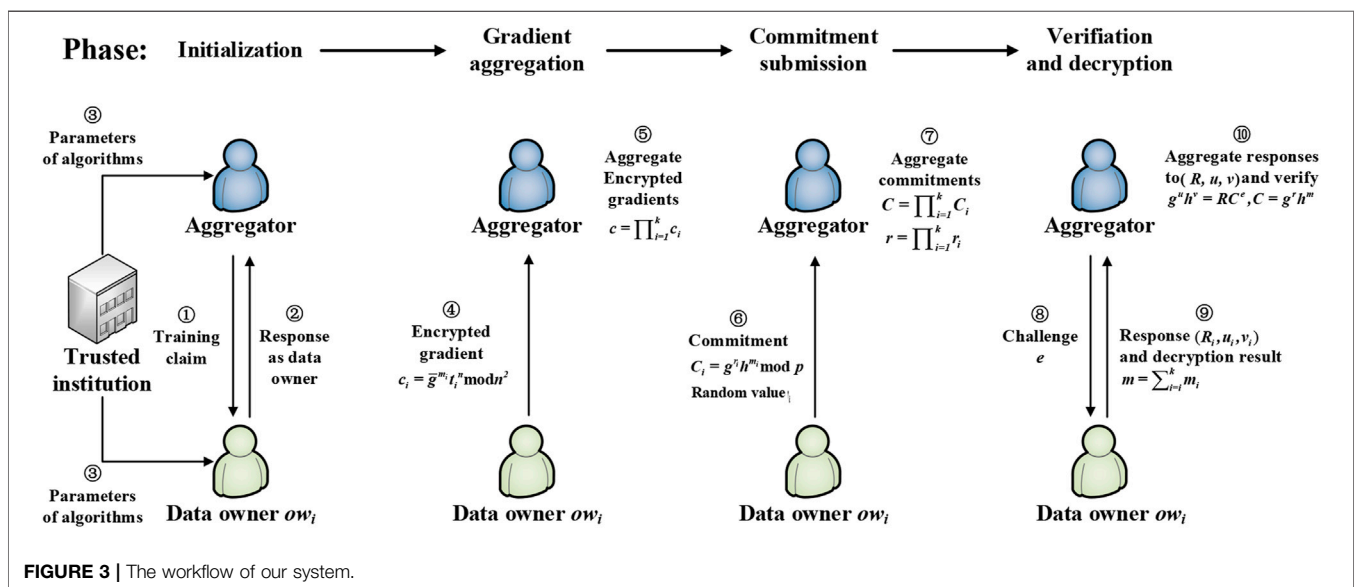 Phase:
Initialization
Gradient
aggregation
Commitment
submission
Verifiation
and decryption
③
Parameters
of algorithms
Aggregator
Trusted
institution
①
Training
claim
②
Response
as data
owner
③
Parameters
of algorithms
Data owner owᵢ
⑤
Aggregate
Encrypted
gradients
c = ∏ᵢ₌₁ᵏ cᵢ
Aggregator
④
Encrypted
gradient
cᵢ = g̅^{mᵢ} tᵢⁿ mod n²
Data owner owᵢ
⑦
Aggregate
commitments
C = ∏ᵢ₌₁ᵏ Cᵢ
r = ∏ᵢ₌₁ᵏ rᵢ
Aggregator
⑥
Commitment
Cᵢ = g^{rᵢ} h^{mᵢ} mod p
Random value
Data owner owᵢ
⑩
Aggregate responses
to( R, u, v)and verify
gᵘhᵛ = RCᵉ, C = gʳhᵐ
Aggregator
⑧
Challenge
e
⑨
Response (Rᵢ,uᵢ,vᵢ)
and decryption result
m = ∑ᵢ₌ᵢᵏ mᵢ
Data owner owᵢ
FIGURE 3 | The workflow of our system.